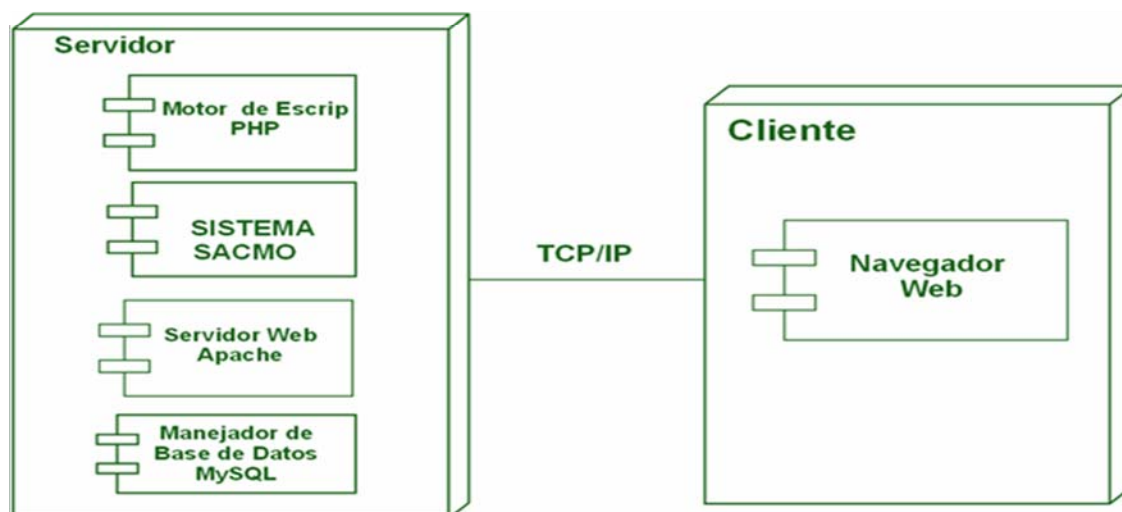 Servidor
Motor de Escrip
PHP
SISTEMA
SACMO
Servidor Web
Apache
Manejador de
Base de Datos
MySQL
TCP/IP
Cliente
Navegador
Web